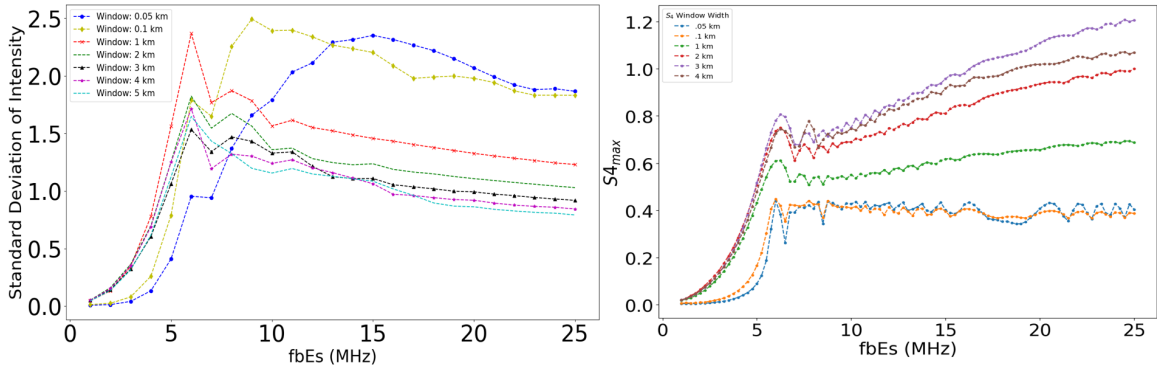 Standard Deviation of Intensity
2.5
2.0
1.5
1.0
0.5
0.0
Window: 0.05 km
Window: 0.1 km
Window: 1 km
Window: 2 km
Window: 3 km
Window: 4 km
Window: 5 km
0 5 10 15 20 25
fbEs (MHz)
S4max
1.2
1.0
0.8
0.6
0.4
0.2
0.0
S4 Window Width
.05 km
.1 km
1 km
2 km
3 km
4 km
0 5 10 15 20 25
fbEs (MHz)